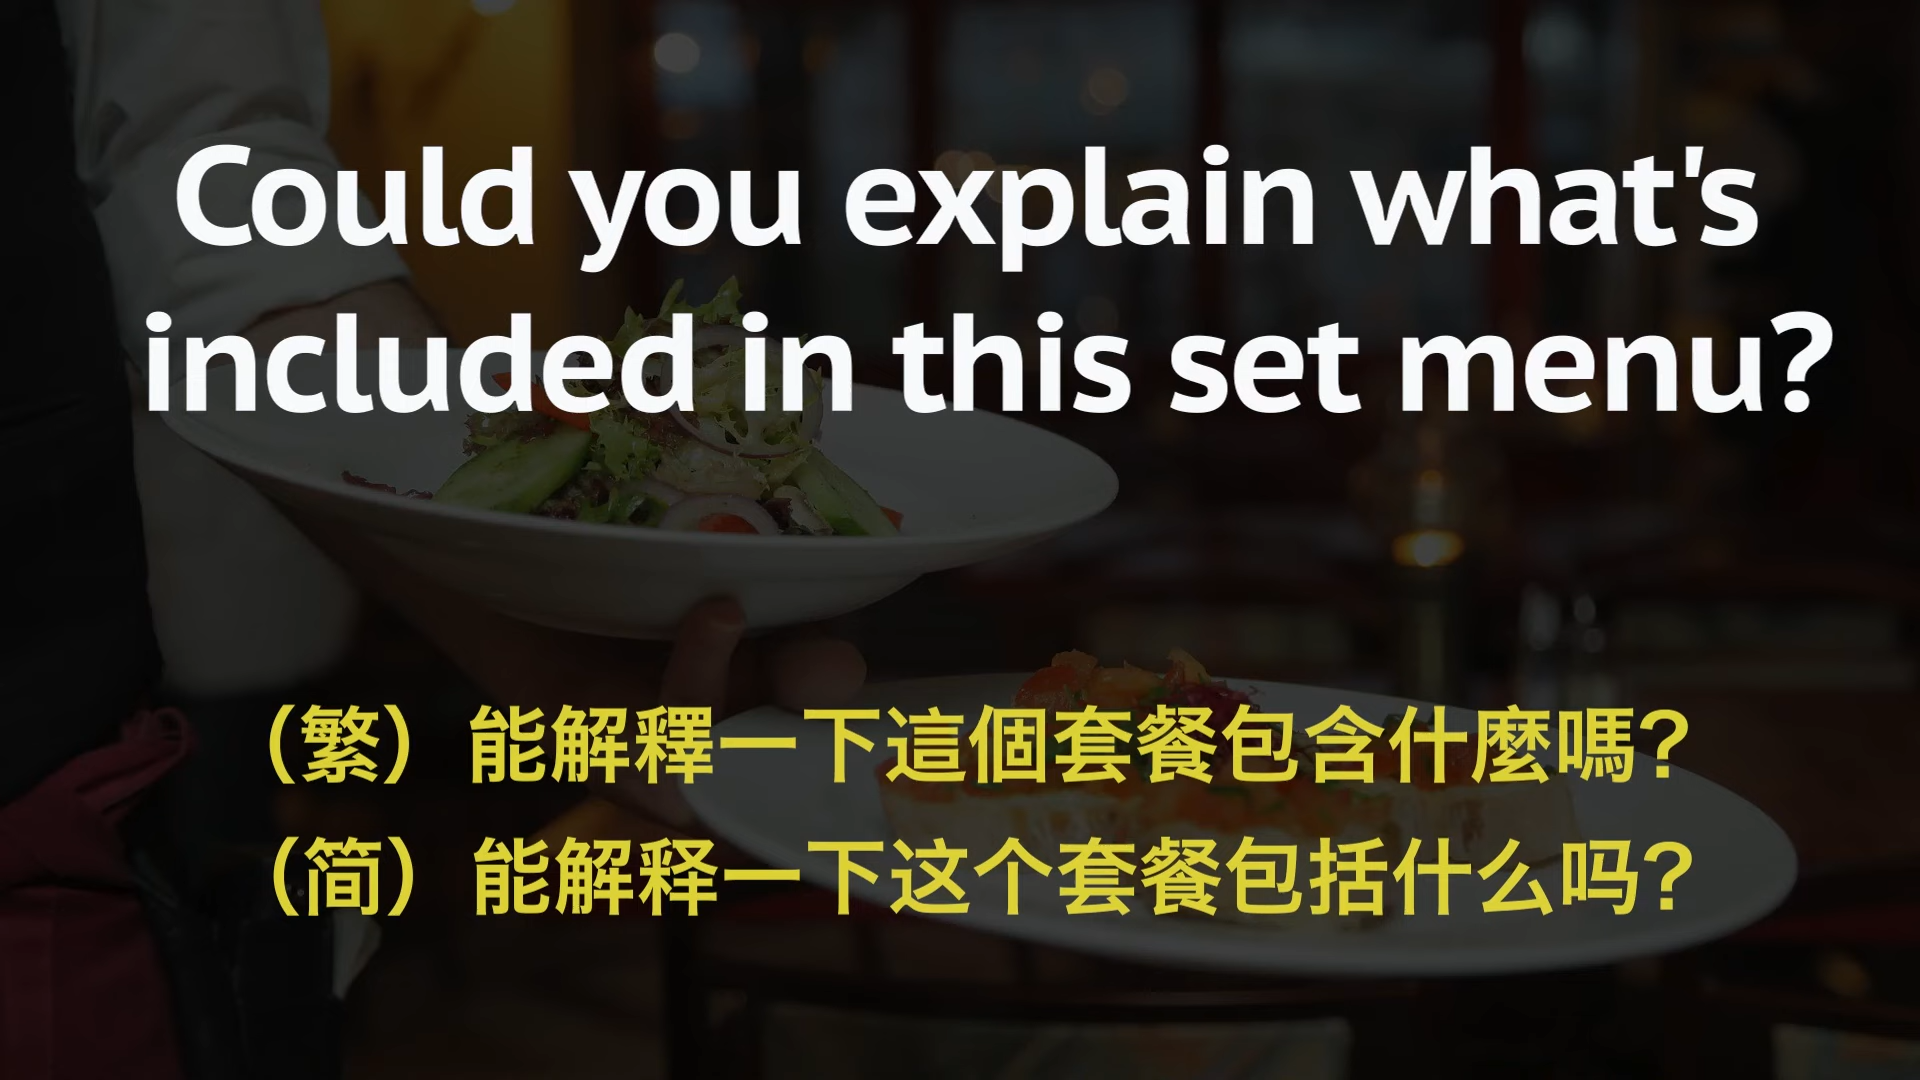 Could you explain what's
included in this set menu?
（繁）能解釋一下這個套餐包含什麼嗎？
（简）能解释一下这个套餐包括什么吗？